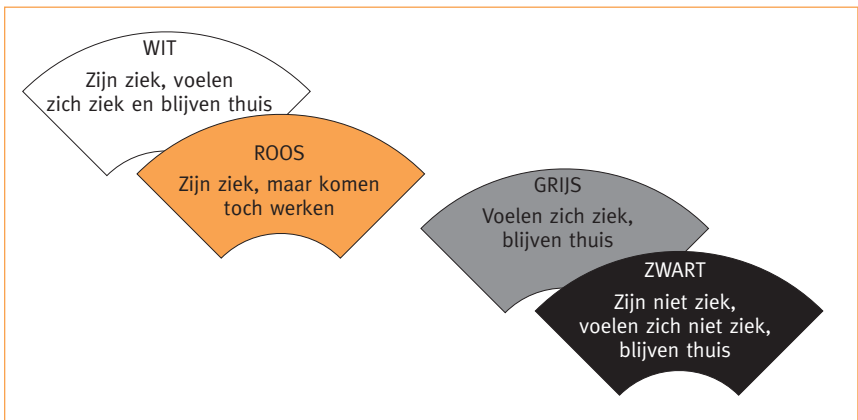 WIT
Zijn ziek, voelen
zich ziek en blijven thuis
ROOS
Zijn ziek, maar komen
toch werken
GRIJS
Voelen zich ziek,
blijven thuis
ZWART
Zijn niet ziek,
voelen zich niet ziek,
blijven thuis